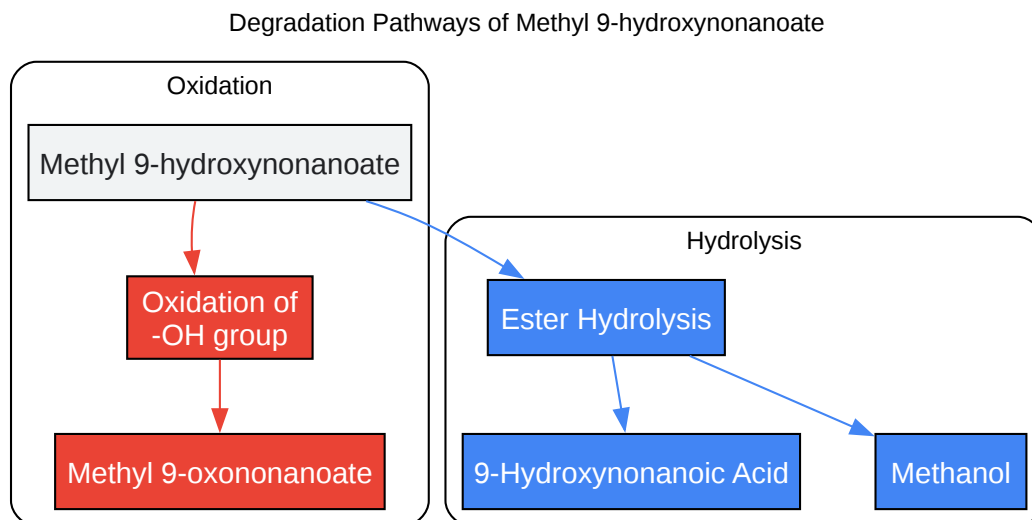 Degradation Pathways of Methyl 9-hydroxynonanoate
Oxidation
Methyl 9-hydroxynonanoate
Oxidation of
-OH group
Methyl 9-oxononanoate
Hydrolysis
Ester Hydrolysis
9-Hydroxynonanoic Acid
Methanol